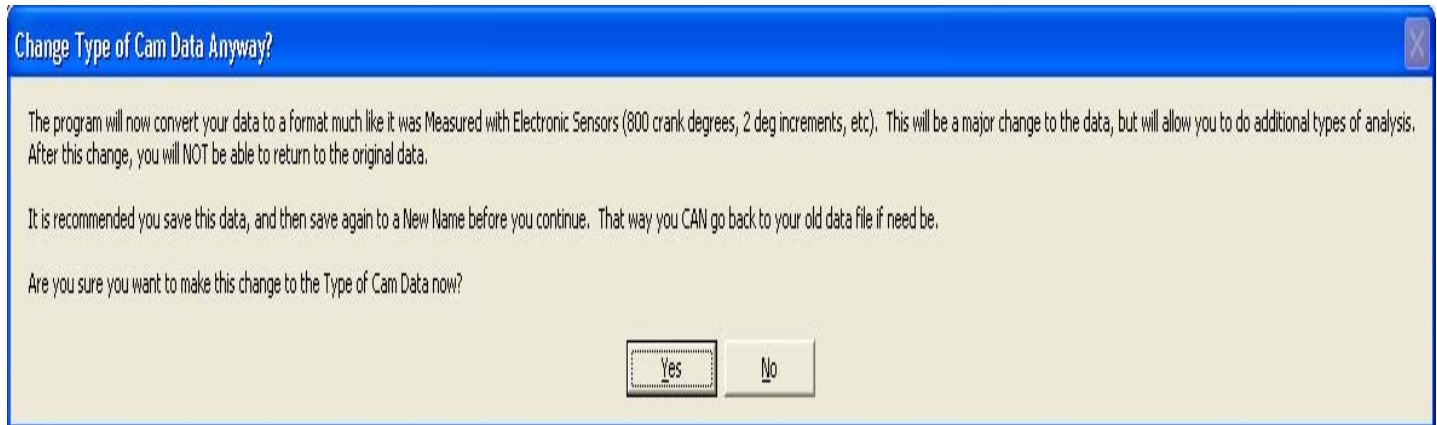 Change Type of Cam Data Anyway?
The program will now convert your data to a format much like it was Measured with Electronic Sensors (800 crank degrees, 2 deg increments, etc).  This will be a major change to the data, but will allow you to do additional types of analysis.
After this change, you will NOT be able to return to the original data.
It is recommended you save this data, and then save again to a New Name before you continue.  That way you CAN go back to your old data file if need be.
Are you sure you want to make this change to the Type of Cam Data now?
Yes No